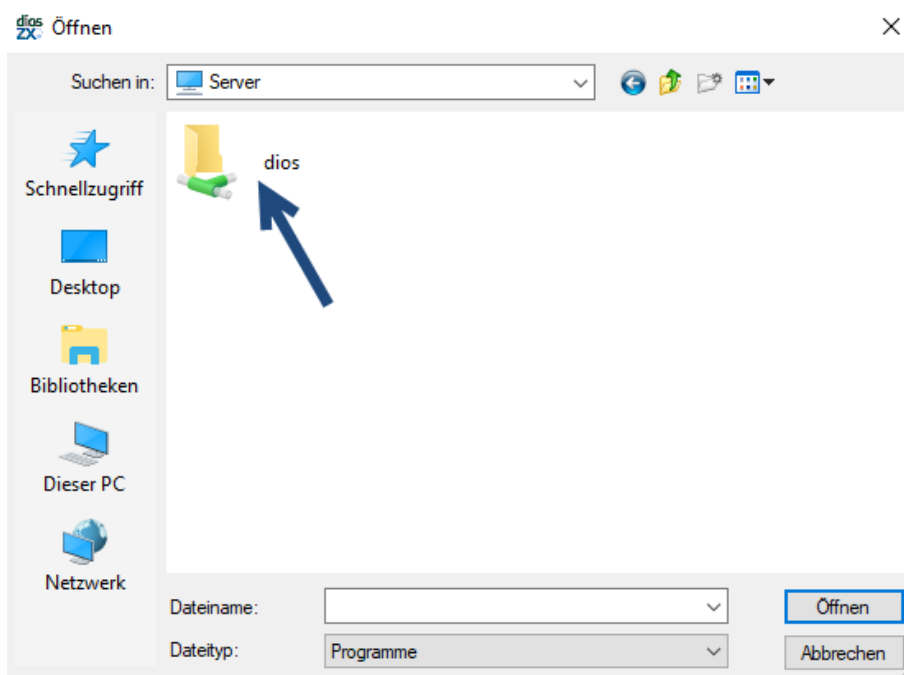 dios ZX Öffnen
Suchen in: Server
dios
Schnellzugriff
Desktop
Bibliotheken
Dieser PC
Netzwerk
Dateiname: Öffnen
Dateityp: Programme Abbrechen